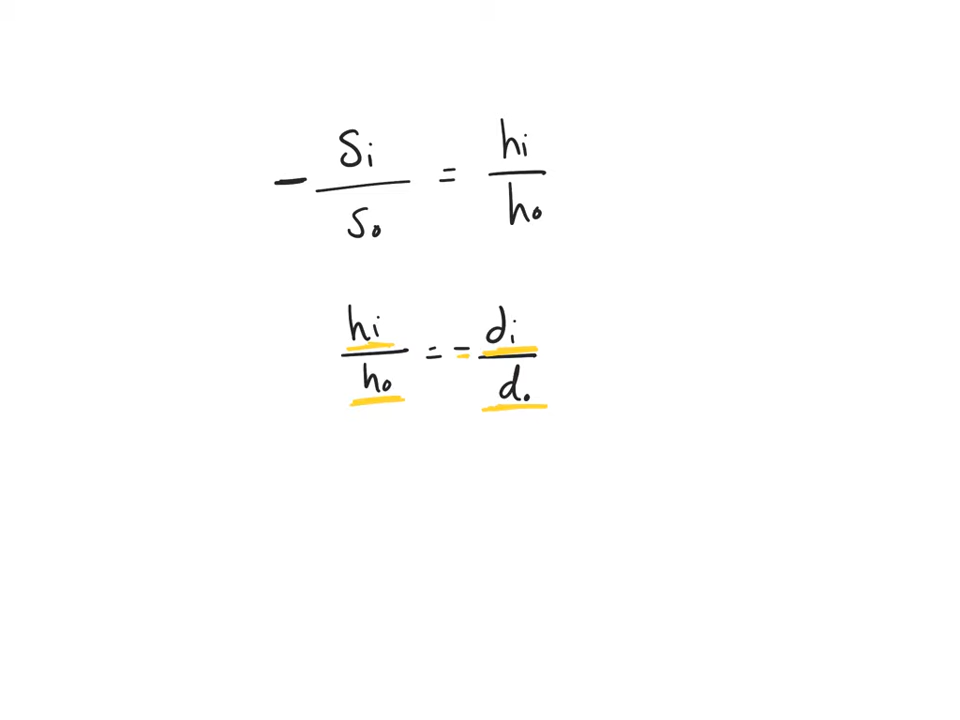 - Si/So = hi/ho
hi/ho = - di/do